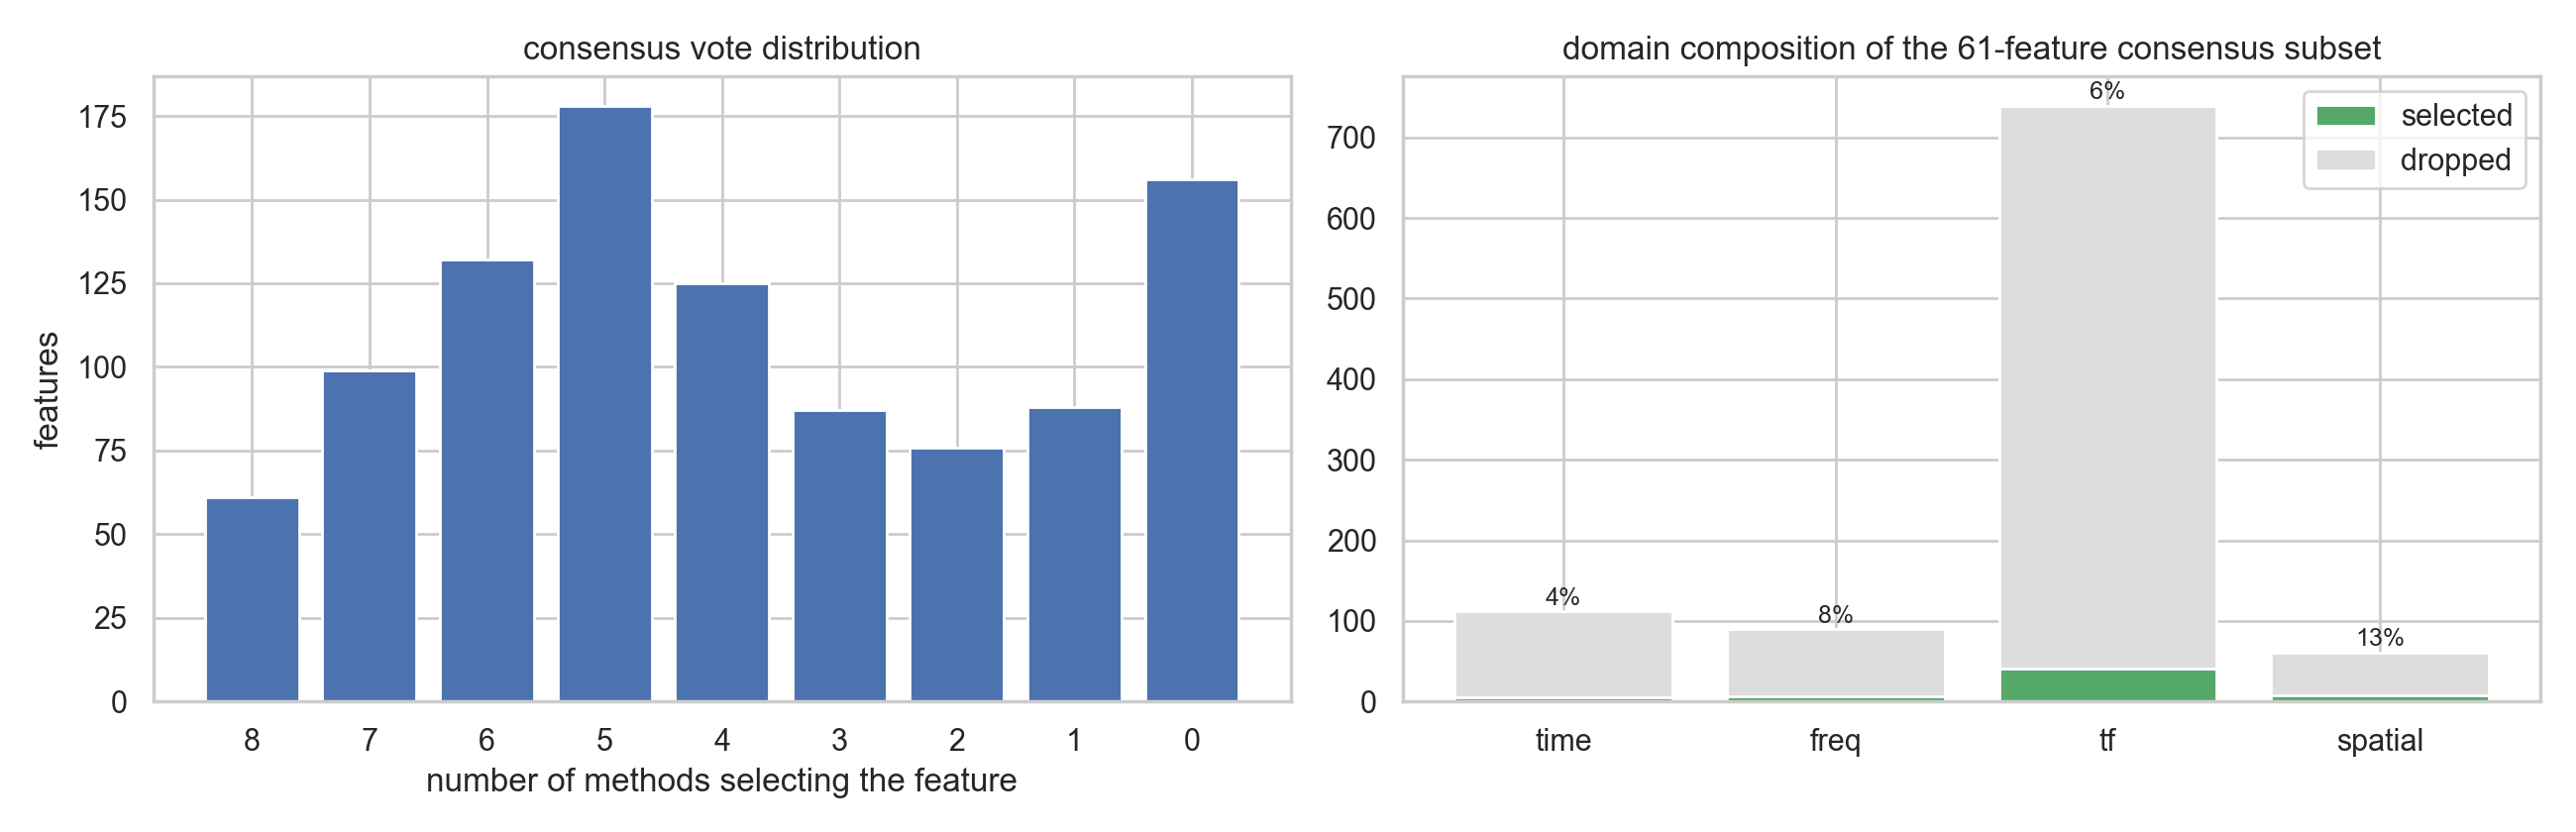 consensus vote distribution
features
175
150
125
100
75
50
25
0
8 7 6 5 4 3 2 1 0
number of methods selecting the feature
domain composition of the 61-feature consensus subset
selected
dropped
700
600
500
400
300
200
100
0
4% 8% 6% 13%
time freq tf spatial